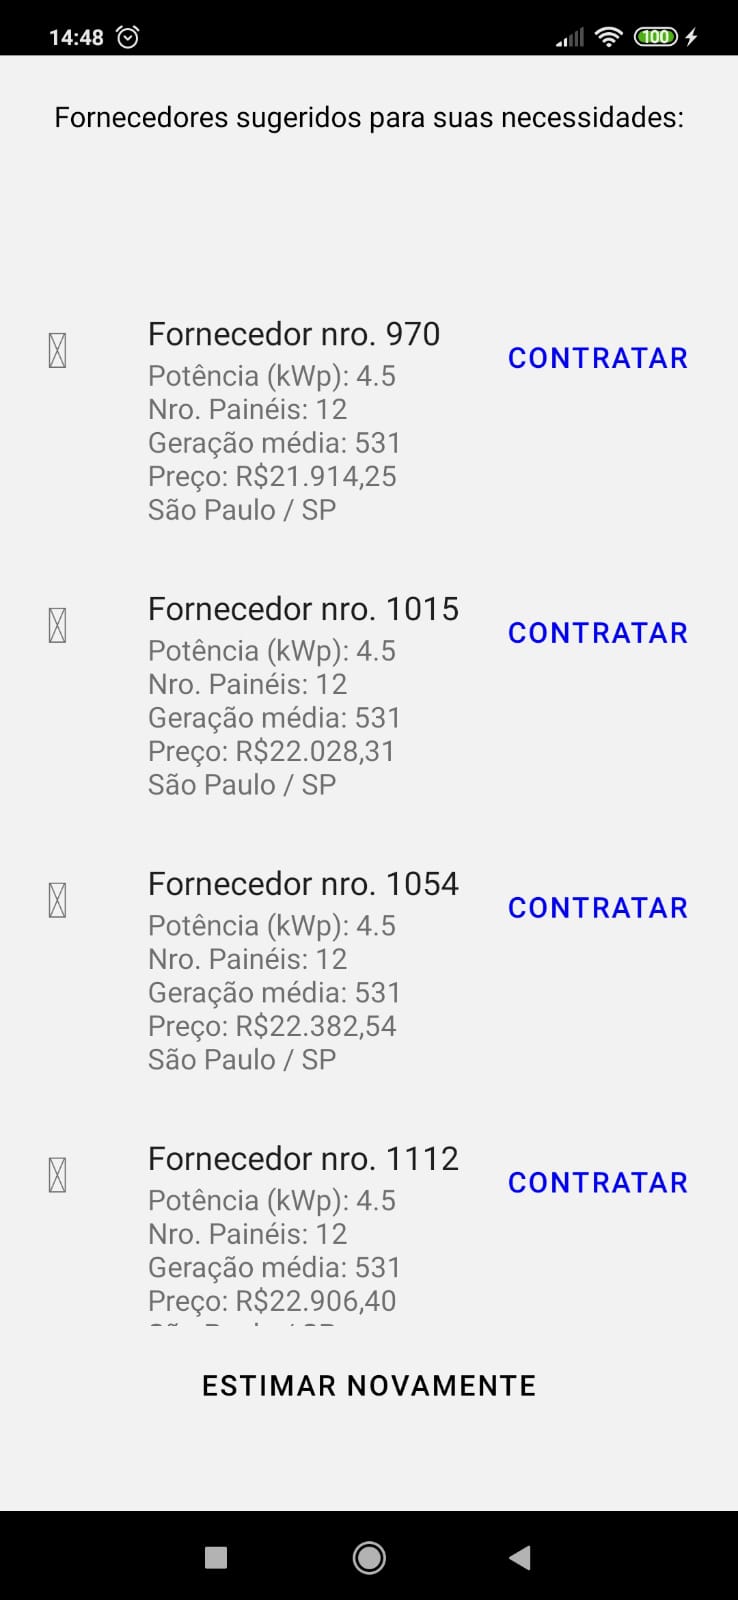 14:48
100
Fornecedores sugeridos para suas necessidades:
Fornecedor nro. 970
CONTRATAR
Potência (kWp): 4.5
Nro. Painéis: 12
Geração média: 531
Preço: R$21.914,25
São Paulo / SP
Fornecedor nro. 1015
CONTRATAR
Potência (kWp): 4.5
Nro. Painéis: 12
Geração média: 531
Preço: R$22.028,31
São Paulo / SP
Fornecedor nro. 1054
CONTRATAR
Potência (kWp): 4.5
Nro. Painéis: 12
Geração média: 531
Preço: R$22.382,54
São Paulo / SP
Fornecedor nro. 1112
CONTRATAR
Potência (kWp): 4.5
Nro. Painéis: 12
Geração média: 531
Preço: R$22.906,40
ESTIMAR NOVAMENTE